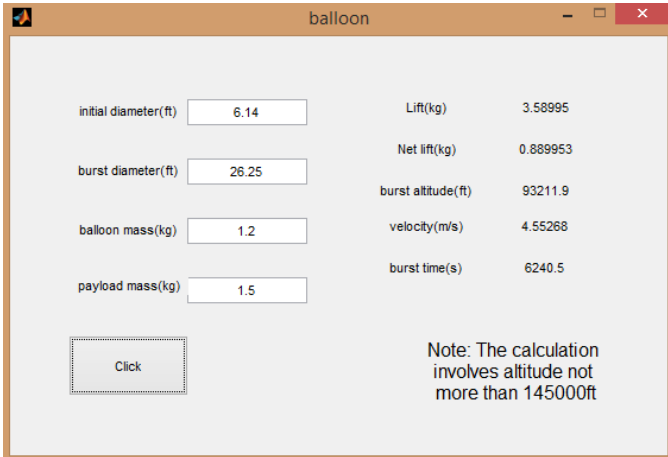 balloon
initial diameter(ft) 6.14
burst diameter(ft) 26.25
balloon mass(kg) 1.2
payload mass(kg) 1.5
Click
Lift(kg) 3.58995
Net lift(kg) 0.889953
burst altitude(ft) 93211.9
velocity(m/s) 4.55268
burst time(s) 6240.5
Note: The calculation
involves altitude not
more than 145000ft